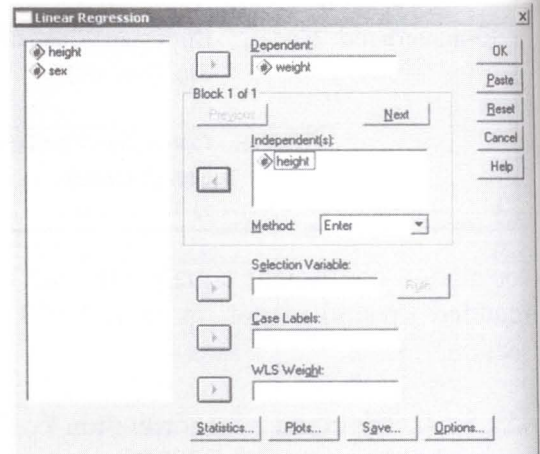 Linear Regression
height
sex
Dependent:
weight
OK
Paste
Reset
Cancel
Help
Block 1 of 1
Previous
Next
Independent(s):
height
Method:
Enter
Selection Variable:
Case Labels:
WLS Weight:
Statistics...
Plots...
Save...
Options...